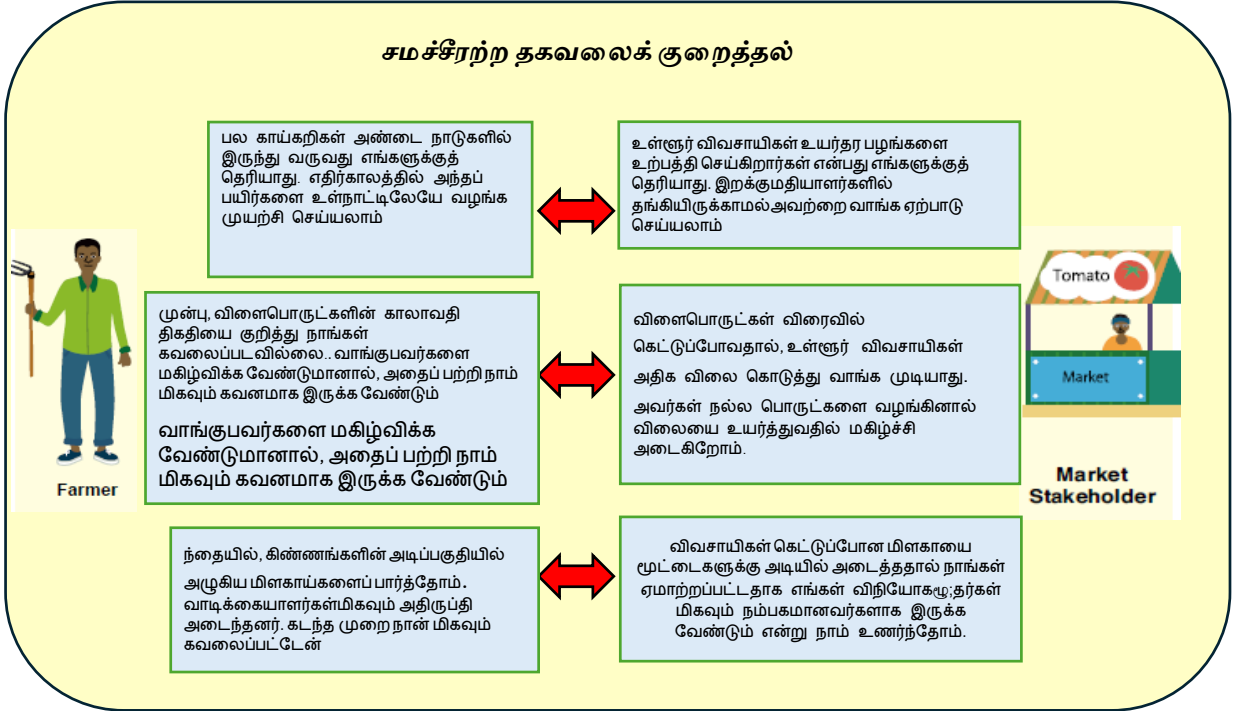 சமச்சீரற்ற தகவலைக் குறைத்தல்
பல காய்கறிகள் அண்டை நாடுகளில்
இருந்து வருவது எங்களுக்குத்
தெரியாது. எதிர்காலத்தில் அந்தப்
பயிர்களை உள்நாட்டிலேயே வழங்க
முயற்சி செய்யலாம்
உள்ளூர் விவசாயிகள் உயர்தர பழங்களை
உற்பத்தி செய்கிறார்கள் என்பது எங்களுக்குத்
தெரியாது. இறக்குமதியாளர்களில்
தங்கியிருக்காமல்அவற்றை வாங்க ஏற்பாடு
செய்யலாம்
முன்பு, விளைபொருட்களின் காலாவதி
திகதியை குறித்து நாங்கள்
கவலைப்படவில்லை.. வாங்குபவர்களை
மகிழ்விக்க வேண்டுமானால், அதைப் பற்றி நாம்
மிகவும் கவனமாக இருக்க வேண்டும்
வாங்குபவர்களை மகிழ்விக்க
வேண்டுமானால், அதைப் பற்றி நாம்
மிகவும் கவனமாக இருக்க வேண்டும்
விளைபொருட்கள் விரைவில்
கெட்டுப்போவதால், உள்ளூர் விவசாயிகள்
அதிக விலை கொடுத்து வாங்க முடியாது.
அவர்கள் நல்ல பொருட்களை வழங்கினால்
விலையை உயர்த்துவதில் மகிழ்ச்சி
அடைகிறோம்.
ந்தையில், கிண்ணங்களின் அடிப்பகுதியில்
அழுகிய மிளகாய்களைப் பார்த்தோம்.
வாடிக்கையாளர்கள்மிகவும் அதிருப்தி
அடைந்தனர். கடந்த முறை நான் மிகவும்
கவலைப்பட்டேன்
விவசாயிகள் கெட்டுப்போன மிளகாயை
மூட்டைகளுக்கு அடியில் அடைத்ததால் நாங்கள்
ஏமாற்றப்பட்டதாக எங்கள் விநியோகழு;தர்கள்
மிகவும் நம்பகமானவர்களாக இருக்க
வேண்டும் என்று நாம் உணர்ந்தோம்.
Farmer
Tomato
Market
Market
Stakeholder